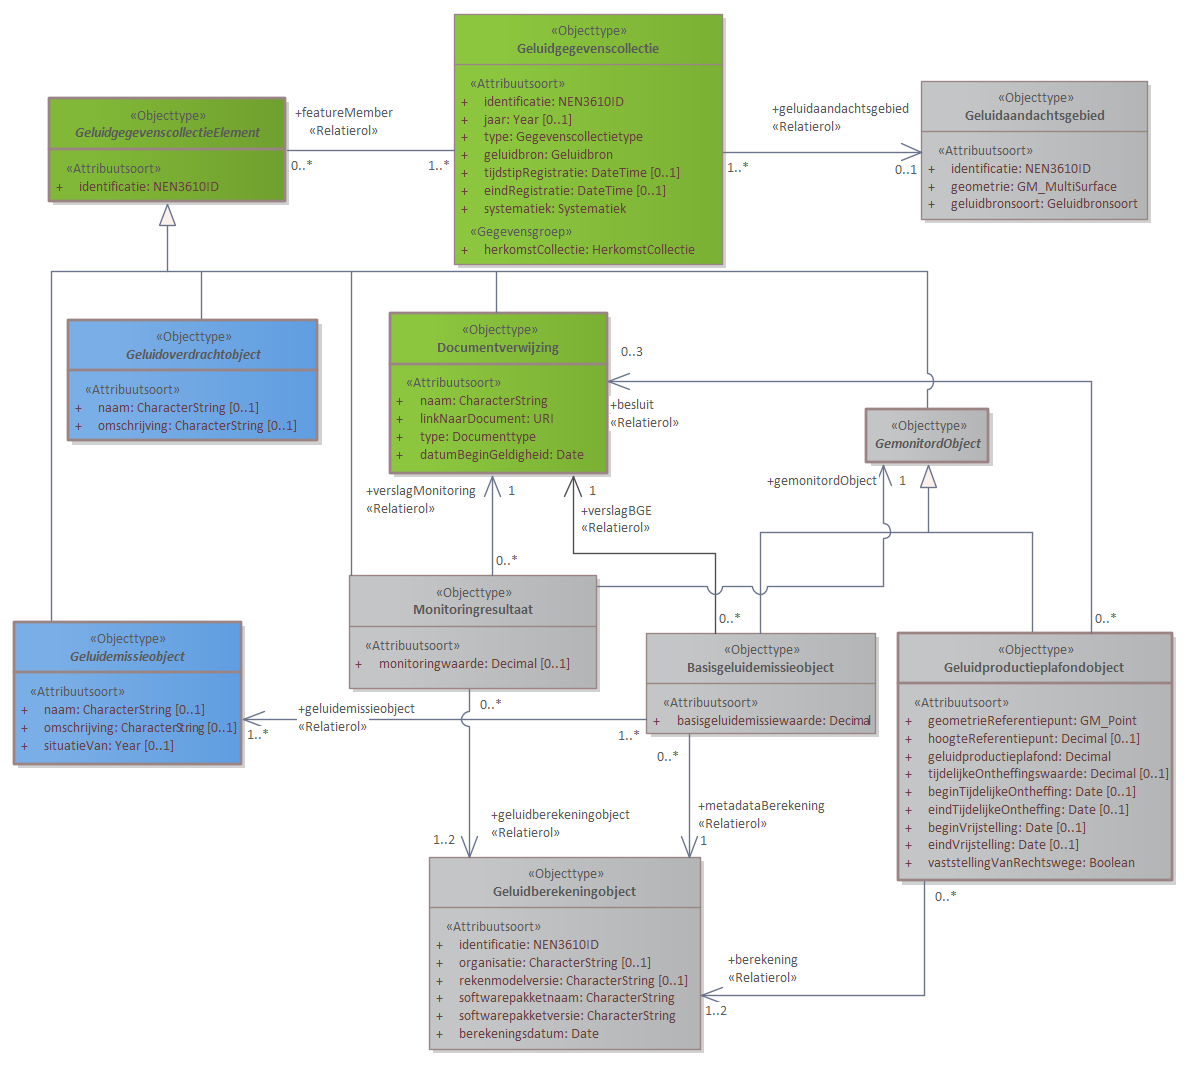 «Objecttype»
Geluidgegevenscollectie
«Attribuutsoort»
+ identificatie: NEN3610ID
+ jaar: Year [0..1]
+ type: Gegevenscollectietype
+ geluidbron: Geluidbron
+ tijdstipRegistratie: DateTime [0..1]
+ eindRegistratie: DateTime [0..1]
+ systematiek: Systematiek
«Gegevensgroep»
+ herkomstCollectie: HerkomstCollectie
«Objecttype»
GeluidgegevenscollectieElement
«Attribuutsoort»
+ identificatie: NEN3610ID
+featureMember
«Relatierol»
0..*
1..*
+geluidaandachtsgebied
«Relatierol»
1..*
0..1
«Objecttype»
Geluidaandachtsgebied
«Attribuutsoort»
+ identificatie: NEN3610ID
+ geometrie: GM_MultiSurface
+ geluidbronsoort: Geluidbronsoort
«Objecttype»
Geluidoverdrachtobject
«Attribuutsoort»
+ naam: CharacterString [0..1]
+ omschrijving: CharacterString [0..1]
«Objecttype»
Documentverwijzing
«Attribuutsoort»
+ naam: CharacterString
+ linkNaarDocument: URI
+ type: Documenttype
+ datumBeginGeldigheid: Date
0..3
+besluit
«Relatierol»
«Objecttype»
GemonitordObject
+gemonitordObject
1
+verslagMonitoring
«Relatierol»
1
0..*
1
+verslagBGE
«Relatierol»
0..*
0..*
«Objecttype»
Monitoringresultaat
«Attribuutsoort»
+ monitoringwaarde: Decimal [0..1]
«Objecttype»
Geluidemissieobject
«Attribuutsoort»
+ naam: CharacterString [0..1]
+ omschrijving: CharacterString [0..1]
+ situatieVan: Year [0..1]
«Objecttype»
Basisgeluidemissieobject
«Attribuutsoort»
+ basisgeluidemissiewaarde: Decimal
«Objecttype»
Geluidproductieplafondobject
«Attribuutsoort»
+ geometrieReferentiepunt: GM_Point
+ hoogteReferentiepunt: Decimal [0..1]
+ geluidproductieplafond: Decimal
+ tijdelijkeOntheffingswaarde: Decimal [0..1]
+ beginTijdelijkeOntheffing: Date [0..1]
+ eindTijdelijkeOntheffing: Date [0..1]
+ beginVrijstelling: Date [0..1]
+ eindVrijstelling: Date [0..1]
+ vaststellingVanRechtswege: Boolean
+geluidemissieobject
«Relatierol»
1..*
1..*
0..*
+geluidberekeningobject
«Relatierol»
1..2
0..*
+metadataBerekening
«Relatierol»
1
0..*
+berekening
«Relatierol»
1..2
«Objecttype»
Geluidberekeningobject
«Attribuutsoort»
+ identificatie: NEN3610ID
+ organisatie: CharacterString [0..1]
+ rekenmodelversie: CharacterString [0..1]
+ softwarepakketnaam: CharacterString
+ softwarepakketversie: CharacterString
+ berekeningsdatum: Date